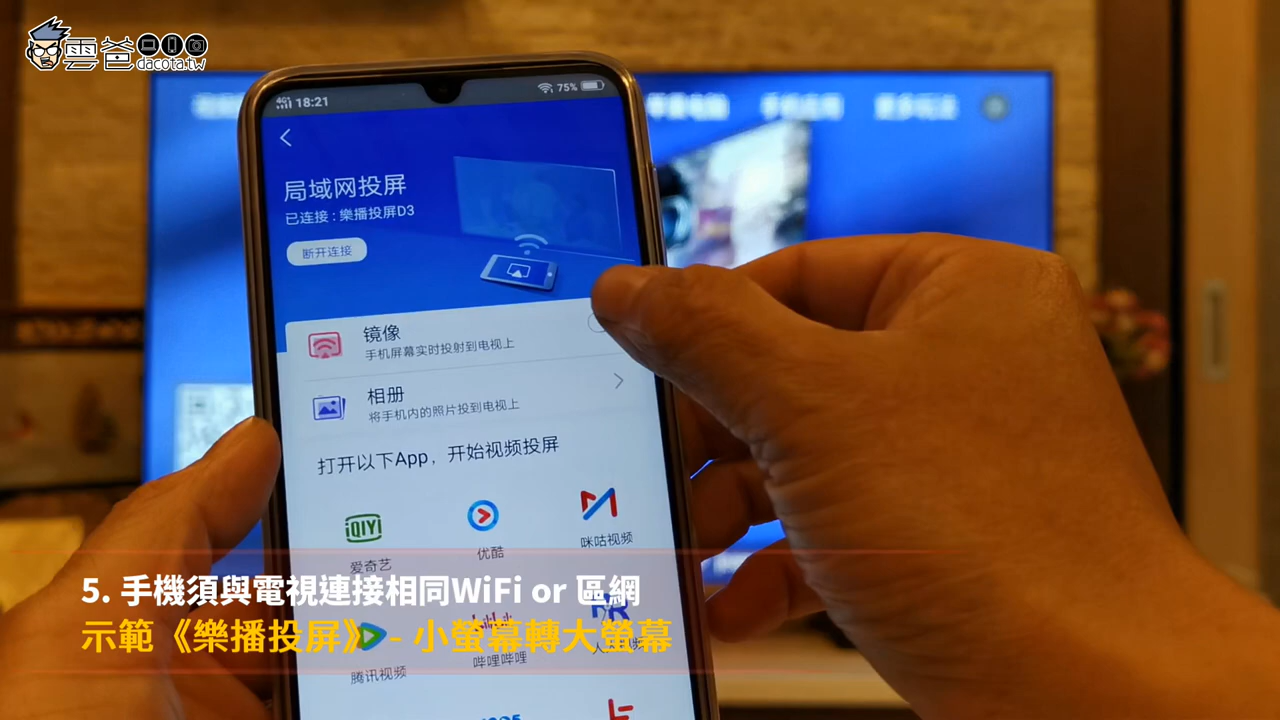 雲爸
dacota.tw
4G 18:21
75%
局域网投屏
已连接 : 樂播投屏D3
断开连接
镜像
手机屏幕实时投射到电视上
相册
将手机内的照片投到电视上
打开以下App，开始视频投屏
iQIYI
爱奇艺
优酷
咪咕视频
5. 手機須與電視連接相同WiFi or 區網
示範《樂播投屏》- 小螢幕轉大螢幕
腾讯视频
哔哩哔哩